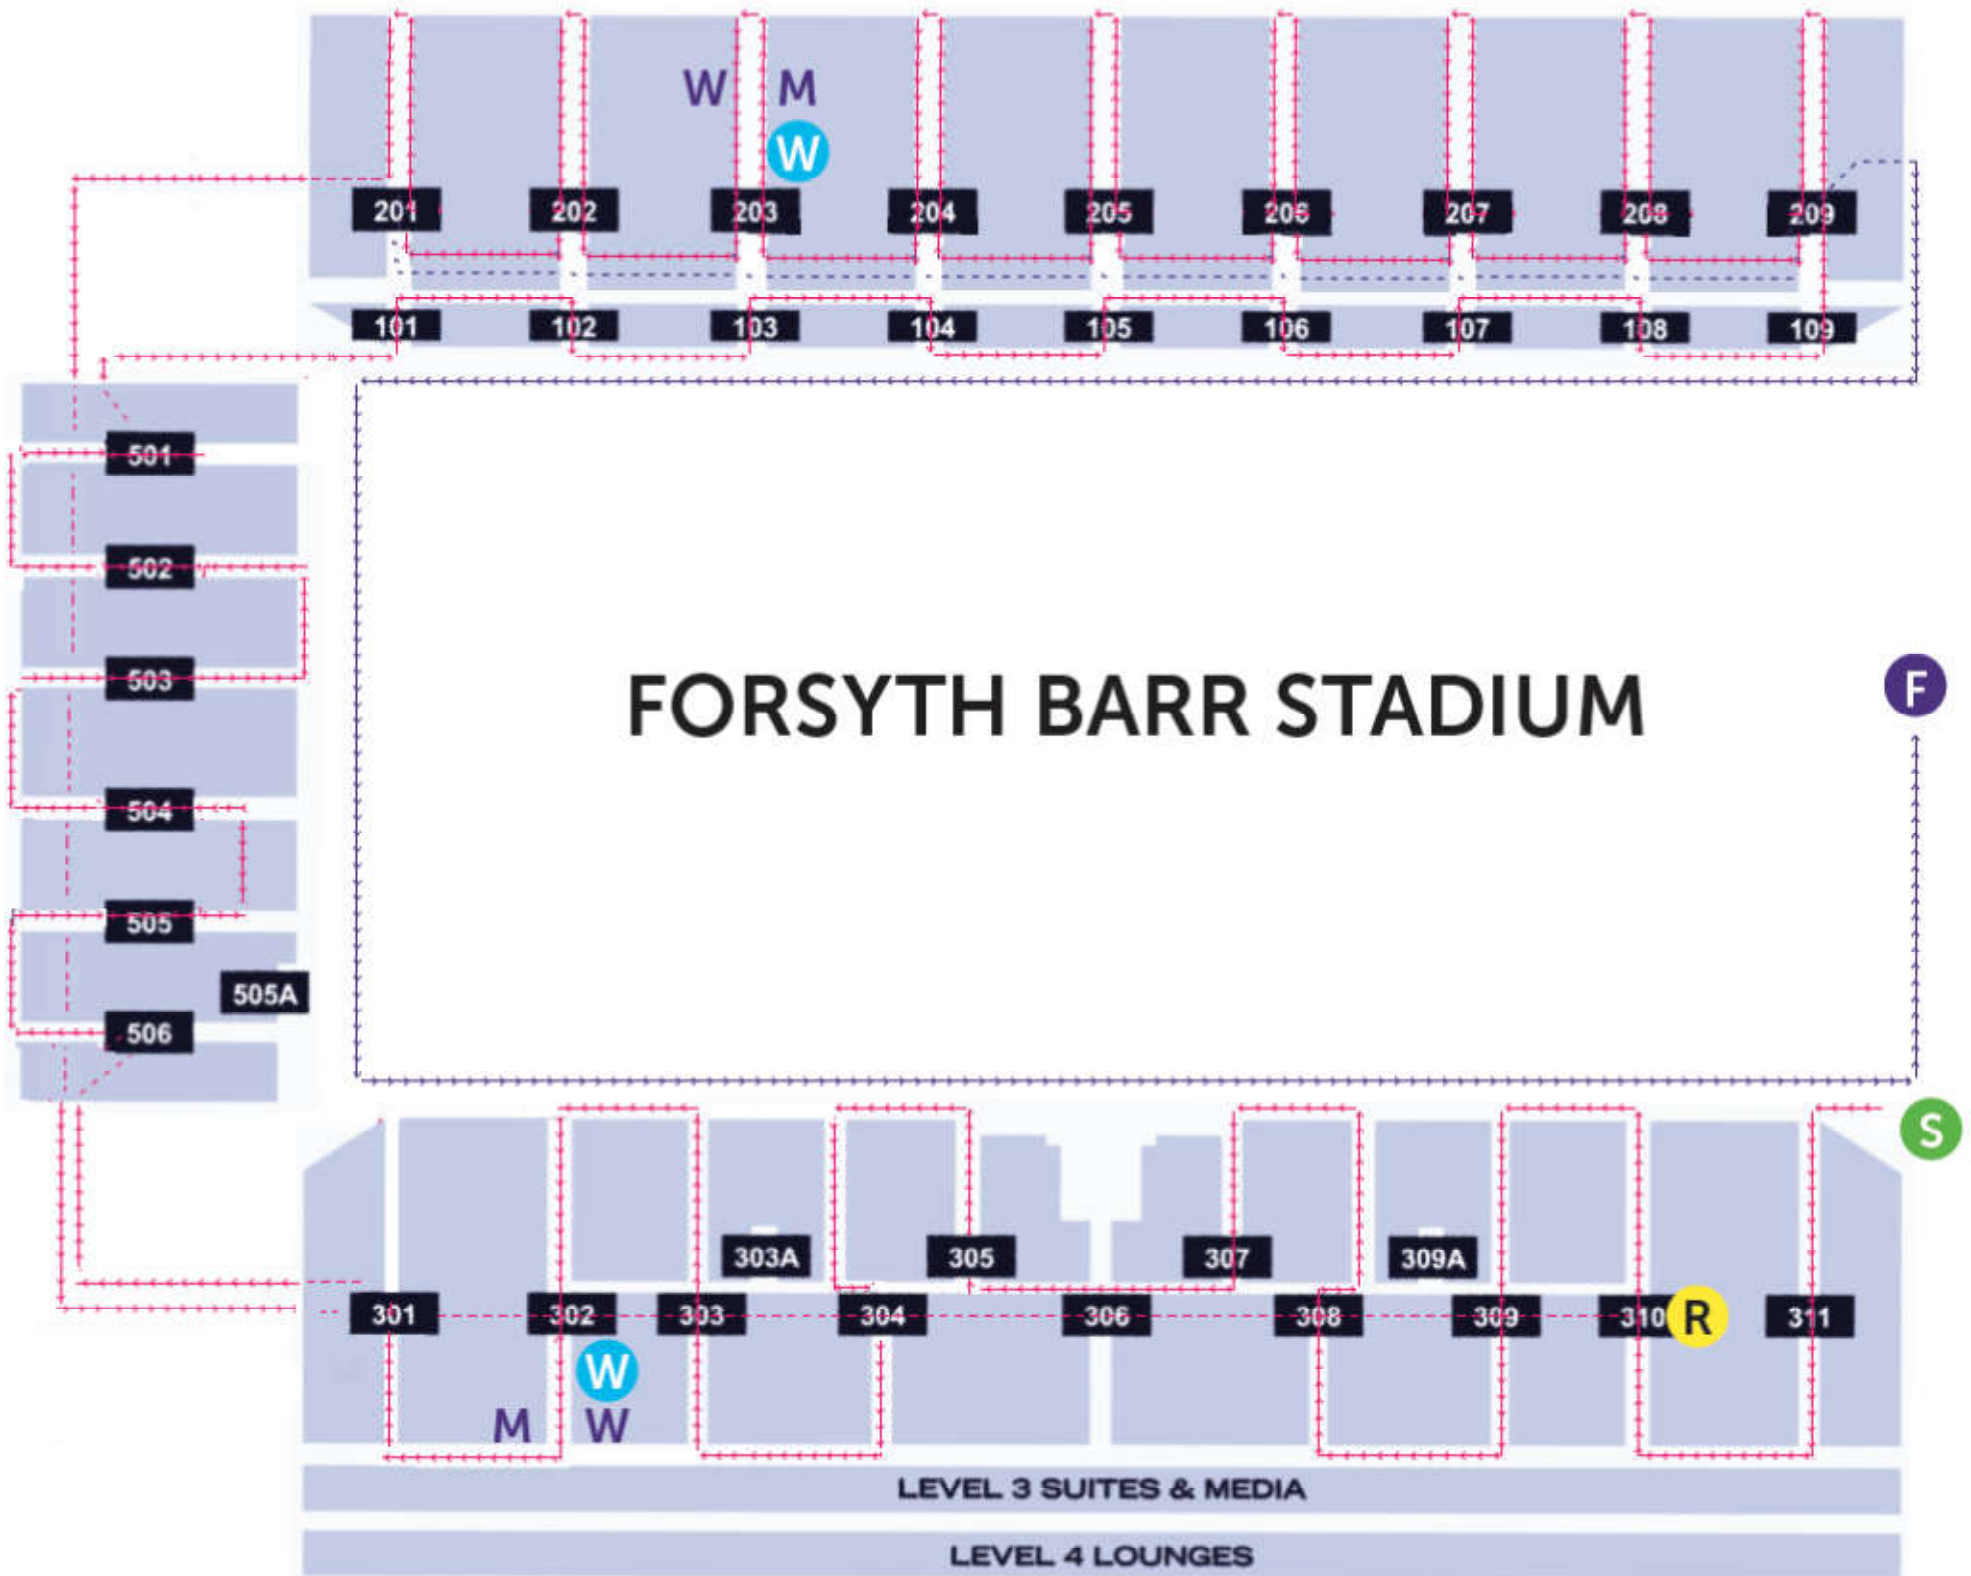 W M
W
201 202 203 204 205 206 207 208 209
101 102 103 104 105 106 107 108 109
501
502
503
FORSYTH BARR STADIUM
F
504
505
505A
506
S
303A 305 307 309A
301 302 303 304 306 308 309 310 R 311
W
M W
LEVEL 3 SUITES & MEDIA
LEVEL 4 LOUNGES